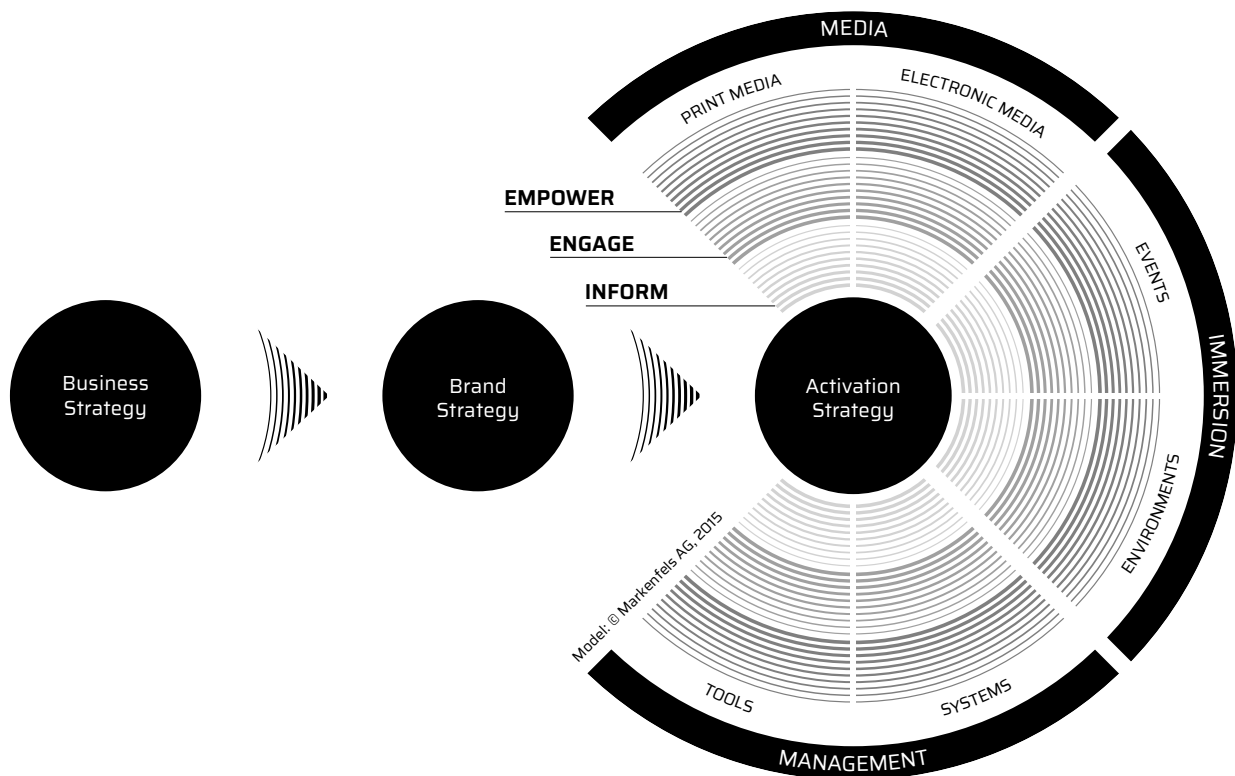 MEDIA
PRINT MEDIA
ELECTRONIC MEDIA
EMPOWER
ENGAGE
INFORM
EVENTS
IMMERSION
Business
Strategy
Brand
Strategy
Activation
Strategy
ENVIRONMENTS
Model: © Markenfels AG, 2015
TOOLS
SYSTEMS
MANAGEMENT